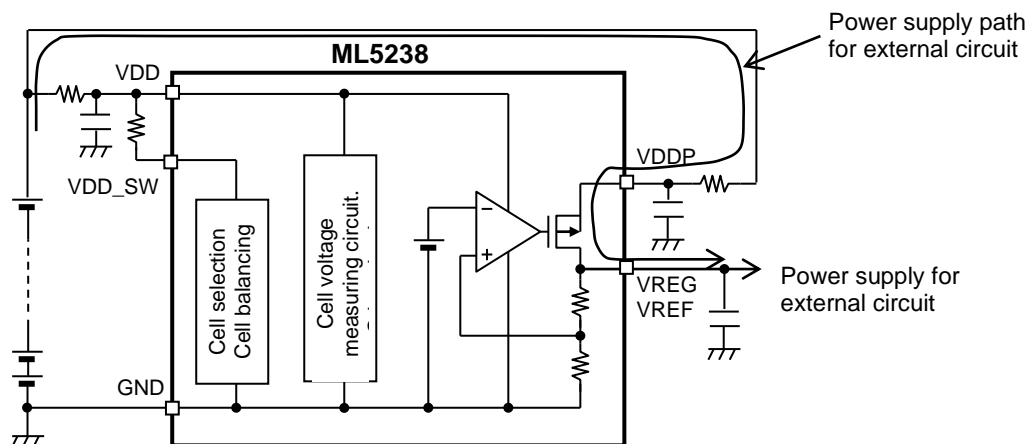 Power supply path
for external circuit
ML5238
VDD
VDDP
VDD_SW
Cell selection
Cell balancing
Cell voltage
measuring circuit.
−
+
VREG
VREF
Power supply for
external circuit
GND